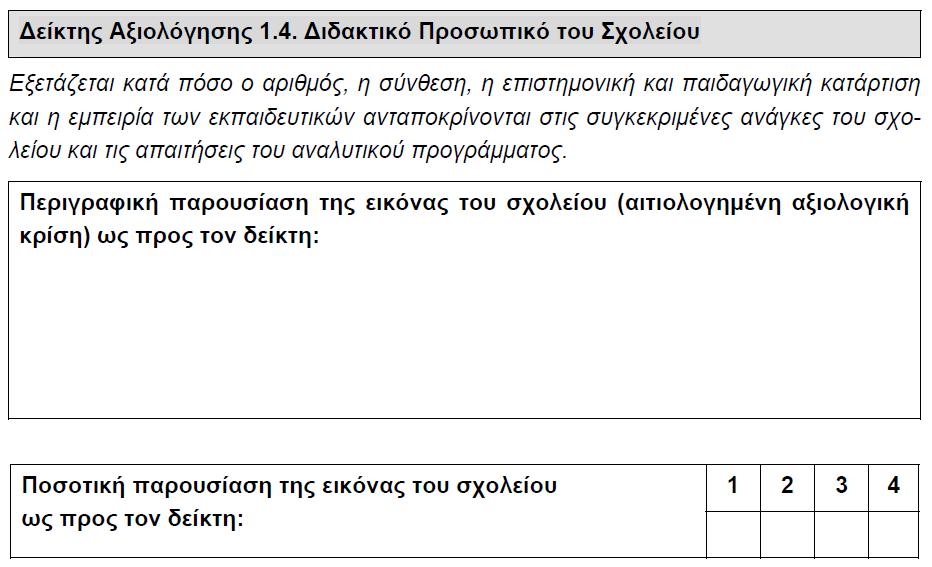 Δείκτης Αξιολόγησης 1.4. Διδακτικό Προσωπικό του Σχολείου
Εξετάζεται κατά πόσο ο αριθμός, η σύνθεση, η επιστημονική και παιδαγωγική κατάρτιση
και η εμπειρία των εκπαιδευτικών ανταποκρίνονται στις συγκεκριμένες ανάγκες του σχο-
λείου και τις απαιτήσεις του αναλυτικού προγράμματος.
Περιγραφική παρουσίαση της εικόνας του σχολείου (αιτιολογημένη αξιολογική
κρίση) ως προς τον δείκτη:
Ποσοτική παρουσίαση της εικόνας του σχολείου 1 2 3 4
ως προς τον δείκτη: